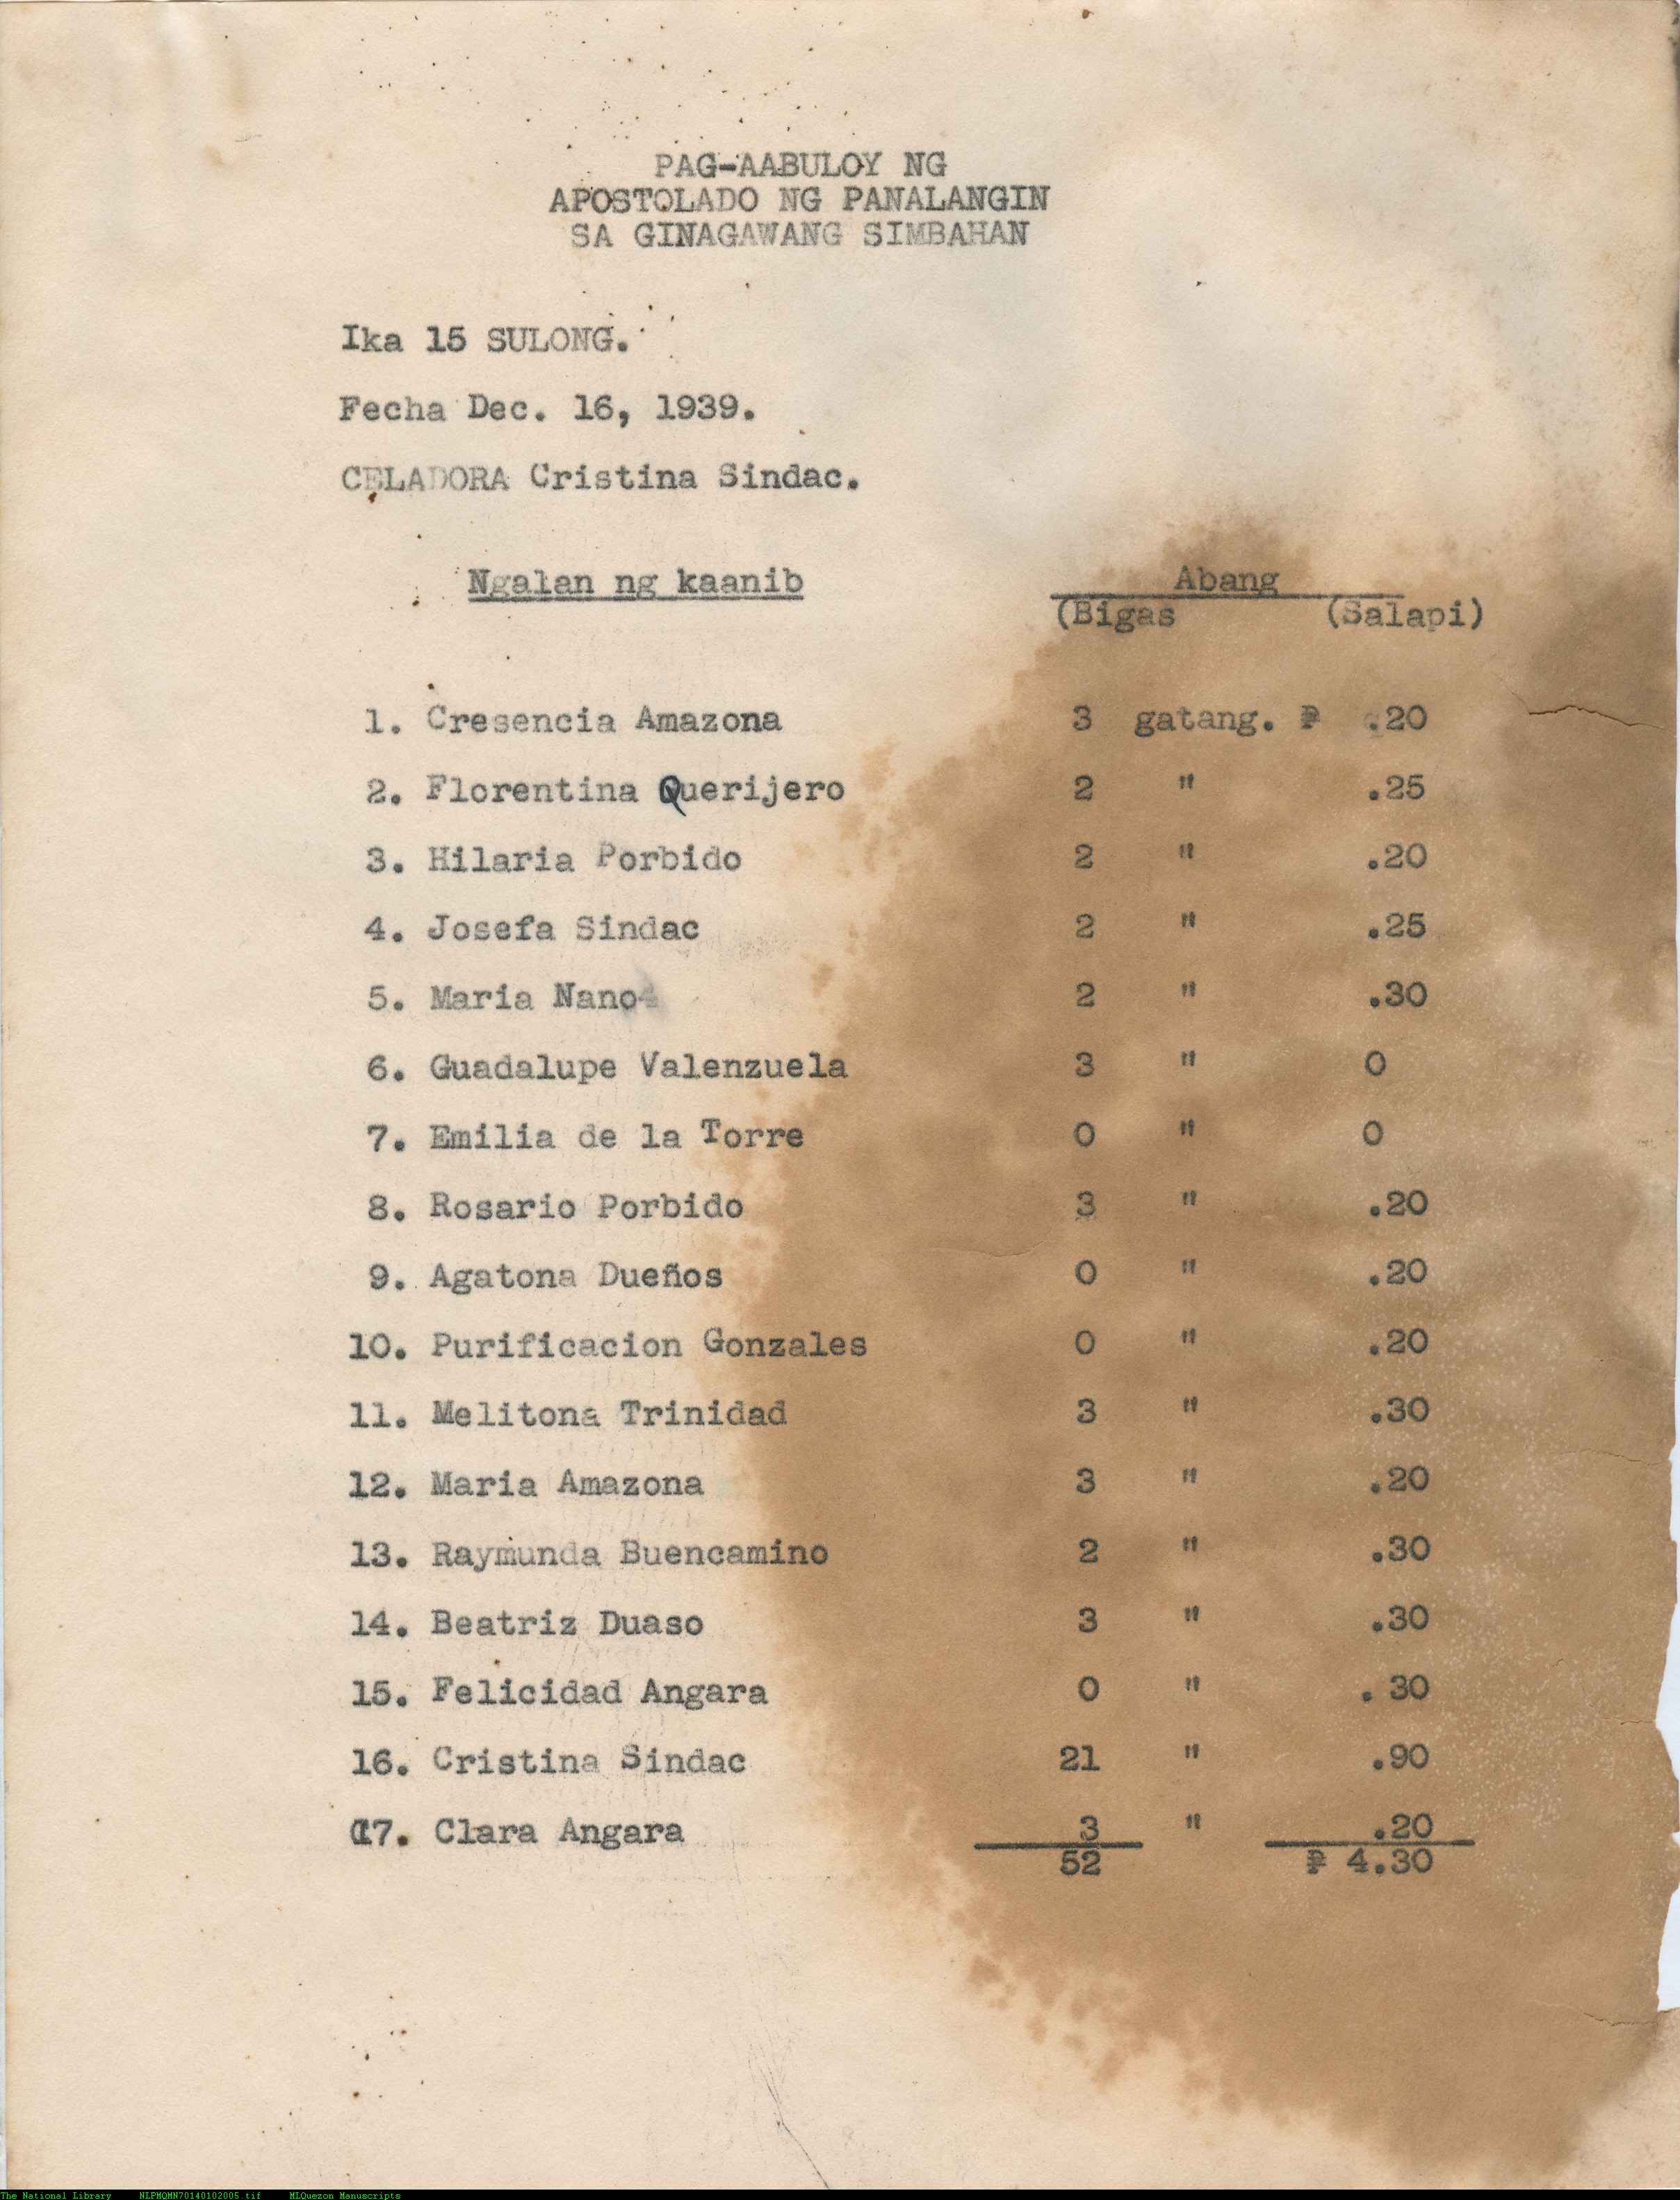 PAG-AABULOY NG
APOSTOLADO NG PANALANGIN
SA GINAGAWANG SIMBAHAN
Ika 15 SULONG.
Fecha Dec. 16, 1939.
CELADORA Cristina Sindac.
Ngalan ng kaanib Abang
(Bigas (Salapi)
1. Cresencia Amazona 3 gatang. ₱ .20
2. Florentina Querijero 2 " .25
3. Hilaria Porbido 2 " .20
4. Josefa Sindac 2 " .25
5. Maria Nano 2 " .30
6. Guadalupe Valenzuela 3 " 0
7. Emilia de la Torre 0 " 0
8. Rosario Porbido 3 " .20
9. Agatona Dueños 0 " .20
10. Purificacion Gonzales 0 " .20
11. Melitona Trinidad 3 " .30
12. Maria Amazona 3 " .20
13. Raymunda Buencamino 2 " .30
14. Beatriz Duaso 3 " .30
15. Felicidad Angara 0 " . 30
16. Cristina Sindac 21 " .90
17. Clara Angara 3 " .20
52 ₱ 4.30
The National Library NLPMQMN70140102005.tif MLQuezon Manuscripts